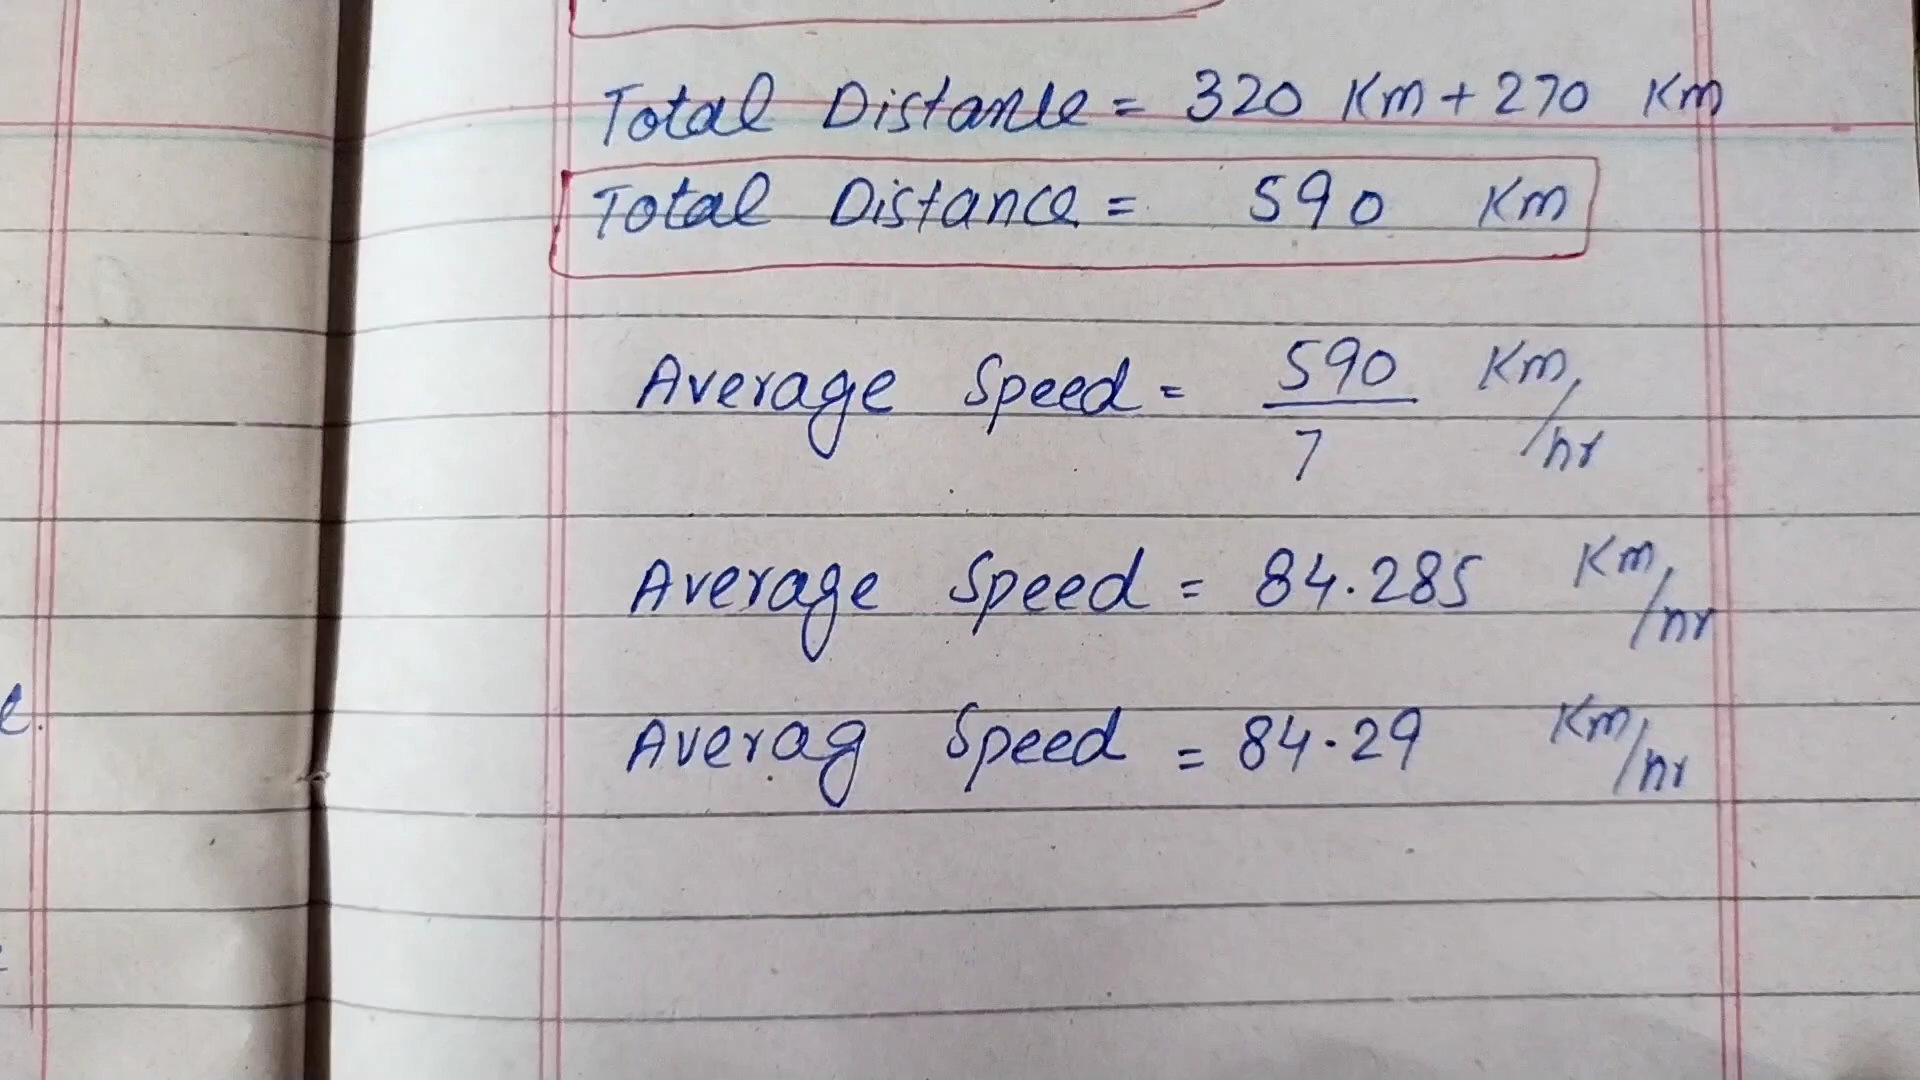 Total Distance = 320 Km + 270 Km
Total Distance = 590 Km
Average Speed = 590/7 Km/hr
Average Speed = 84.285 Km/hr
Averag Speed = 84.29 Km/hr